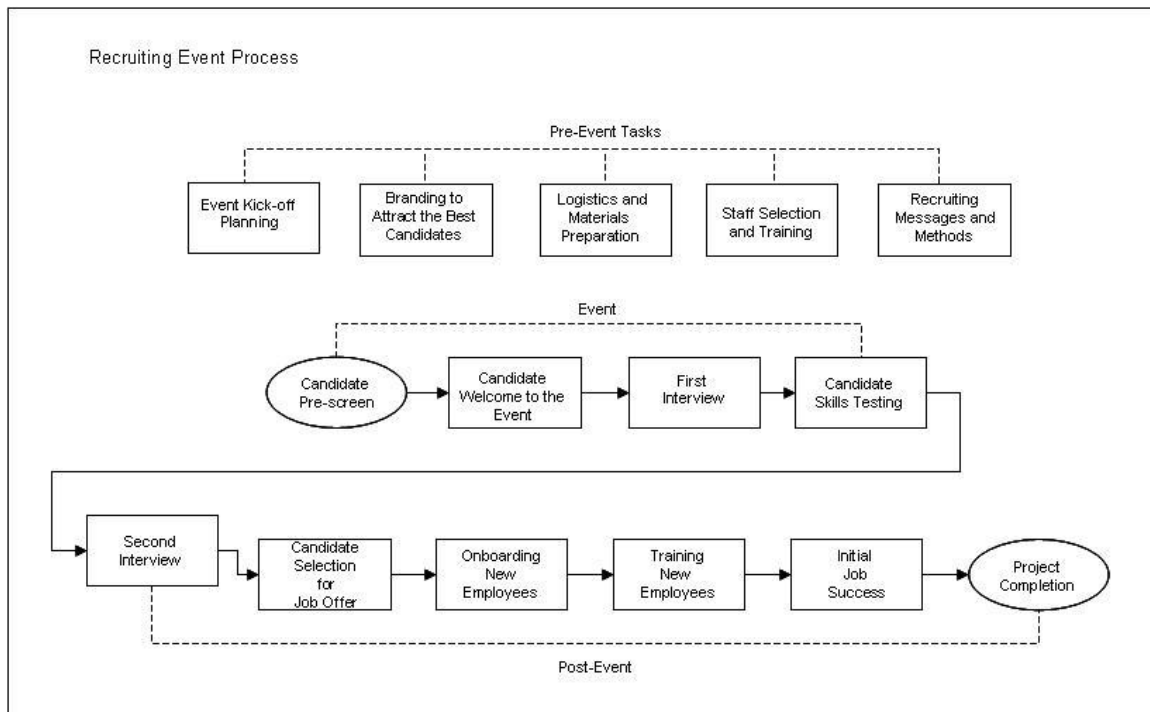 Recruiting Event Process
Pre-Event Tasks
Event Kick-off
Planning
Branding to
Attract the Best
Candidates
Logistics and
Materials
Preparation
Staff Selection
and Training
Recruiting
Messages and
Methods
Event
Candidate
Pre-screen
Candidate
Welcome to the
Event
First
Interview
Candidate
Skills Testing
Second
Interview
Candidate
Selection
for
Job Offer
Onboarding
New
Employees
Training
New
Employees
Initial
Job
Success
Project
Completion
Post-Event